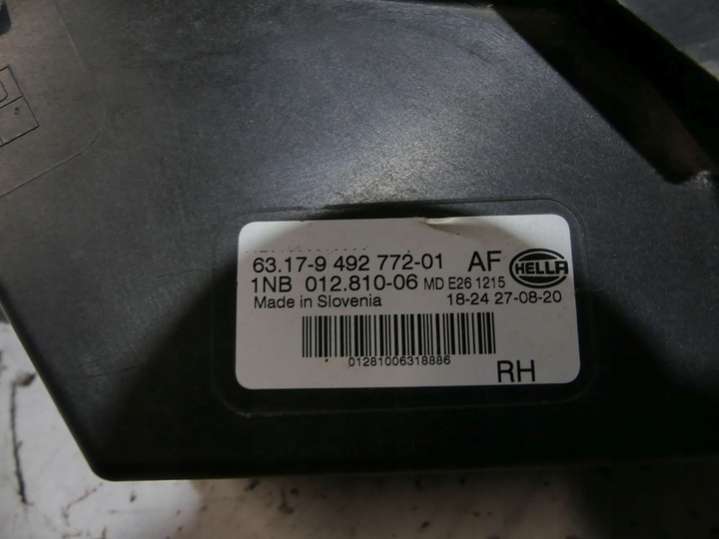 63.17-9 492 772-01 AF HELLA
1NB 012.810-06 MD E26 1215
Made in Slovenia 18-24 27-08-20
01281006318886
RH